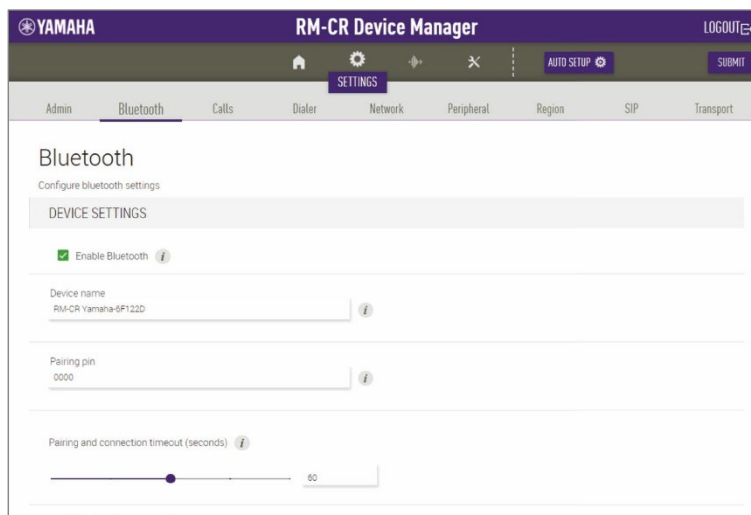 YAMAHA RM-CR Device Manager LOGOUT
AUTO SETUP SUBMIT
SETTINGS
Admin Bluetooth Calls Dialer Network Peripheral Region SIP Transport
Bluetooth
Configure bluetooth settings
DEVICE SETTINGS
Enable Bluetooth i
Device name
RM-CR Yamaha-6F122D i
Pairing pin
0000 i
Pairing and connection timeout (seconds) i
60